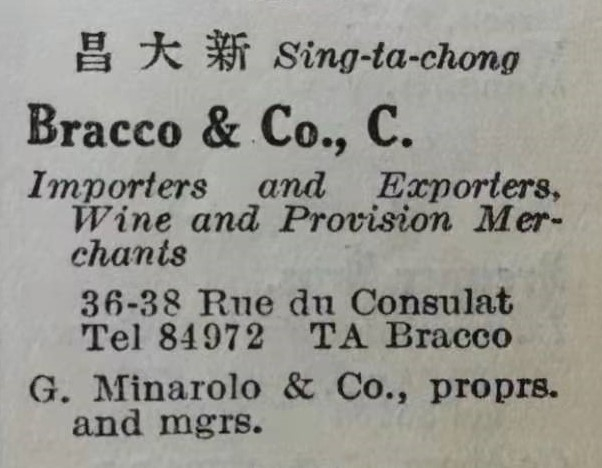 昌大新 Sing-ta-chong
Bracco & Co., C.
Importers and Exporters,
Wine and Provision Mer-
chants
36-38 Rue du Consulat
Tel 84972 TA Bracco
G. Minarolo & Co., proprs.
and mgrs.